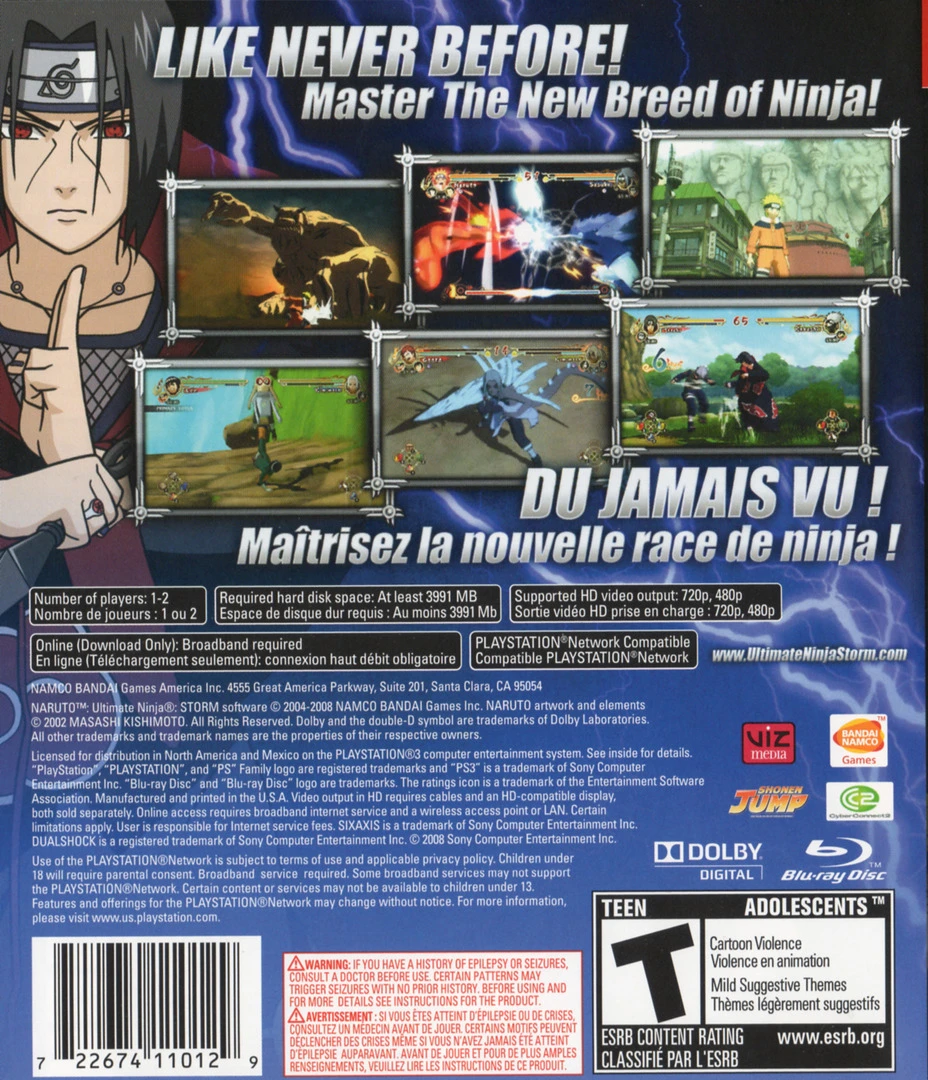 LIKE NEVER BEFORE!
Master The New Breed of Ninja!
DU JAMAIS VU !
Maîtrisez la nouvelle race de ninja !
Number of players: 1-2
Nombre de joueurs : 1 ou 2
Required hard disk space: At least 3991 MB
Espace de disque dur requis : Au moins 3991 Mb
Supported HD video output: 720p, 480p
Sortie vidéo HD prise en charge : 720p, 480p
Online (Download Only): Broadband required
En ligne (Téléchargement seulement): connexion haut débit obligatoire
PLAYSTATION®Network Compatible
Compatible PLAYSTATION®Network
www.UltimateNinjaStorm.com
NAMCO BANDAI Games America Inc. 4555 Great America Parkway, Suite 201, Santa Clara, CA 95054
NARUTO™: Ultimate Ninja®: STORM software © 2004-2008 NAMCO BANDAI Games Inc. NARUTO artwork and elements
© 2002 MASASHI KISHIMOTO. All Rights Reserved. Dolby and the double-D symbol are trademarks of Dolby Laboratories.
All other trademarks and trademark names are the properties of their respective owners.
Licensed for distribution in North America and Mexico on the PLAYSTATION®3 computer entertainment system. See inside for details.
“PlayStation”, “PLAYSTATION”, and “PS” Family logo are registered trademarks and “PS3” is a trademark of Sony Computer
Entertainment Inc. “Blu-ray Disc” and “Blu-ray Disc” logo are trademarks. The ratings icon is a trademark of the Entertainment Software
Association. Manufactured and printed in the U.S.A. Video output in HD requires cables and an HD-compatible display,
both sold separately. Online access requires broadband internet service and a wireless access point or LAN. Certain
limitations apply. User is responsible for Internet service fees. SIXAXIS is a trademark of Sony Computer Entertainment Inc.
DUALSHOCK is a registered trademark of Sony Computer Entertainment Inc. © 2008 Sony Computer Entertainment Inc.
Use of the PLAYSTATION®Network is subject to terms of use and applicable privacy policy. Children under
18 will require parental consent. Broadband service required. Some broadband services may not support
the PLAYSTATION®Network. Certain content or services may not be available to children under 13.
Features and offerings for the PLAYSTATION®Network may change without notice. For more information,
please visit www.us.playstation.com.
VIZ
media
BANDAI
NAMCO
Games
TM
SHONEN
JUMP
CyberConnect2
DOLBY
DIGITAL
Blu-ray Disc™
TEEN
ADOLESCENTS ™
T
Cartoon Violence
Violence en animation
Mild Suggestive Themes
Thèmes légèrement suggestifs
ESRB CONTENT RATING
www.esrb.org
CLASSIFIÉ PAR L'ESRB
WARNING: IF YOU HAVE A HISTORY OF EPILEPSY OR SEIZURES,
CONSULT A DOCTOR BEFORE USE. CERTAIN PATTERNS MAY
TRIGGER SEIZURES WITH NO PRIOR HISTORY. BEFORE USING AND
FOR MORE DETAILS SEE INSTRUCTIONS FOR THE PRODUCT.
AVERTISSEMENT : SI VOUS ÊTES ATTEINT D'ÉPILEPSIE OU DE CRISES,
CONSULTEZ UN MÉDECIN AVANT DE JOUER. CERTAINS MOTIFS PEUVENT
DÉCLENCHER DES CRISES MÊME SI VOUS N'AVEZ JAMAIS ÉTÉ ATTEINT
D'ÉPILEPSIE AUPARAVANT. AVANT DE JOUER ET POUR DE PLUS AMPLES
RENSEIGNEMENTS, VEUILLEZ LIRE LES INSTRUCTIONS DE CE PRODUIT.
7 22674 11012 9